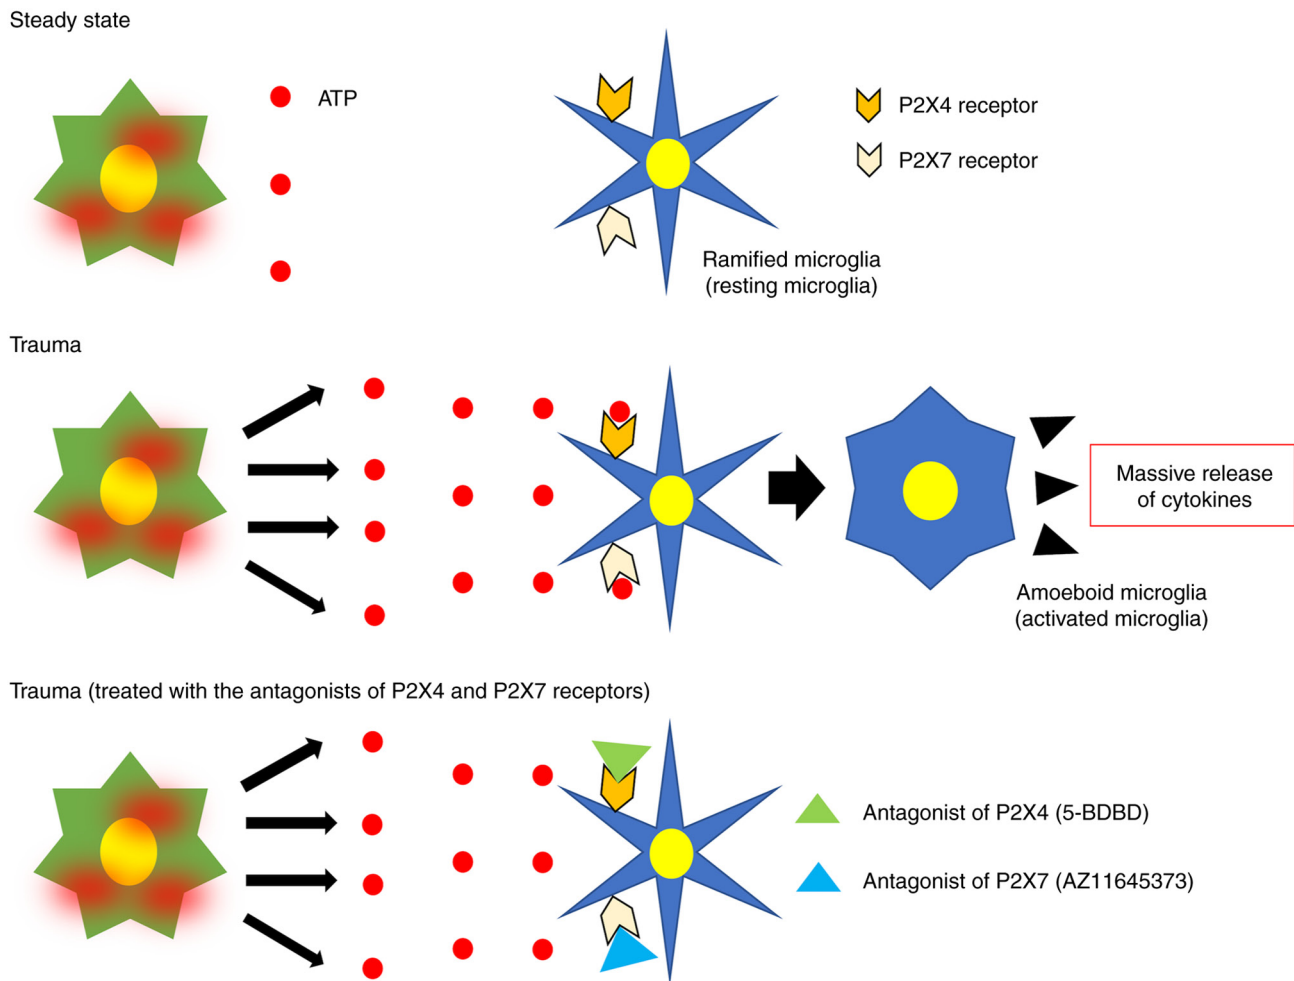 Steady state
ATP
P2X4 receptor
P2X7 receptor
Ramified microglia
(resting microglia)
Trauma
Massive release
of cytokines
Amoeboid microglia
(activated microglia)
Trauma (treated with the antagonists of P2X4 and P2X7 receptors)
Antagonist of P2X4 (5-BDBD)
Antagonist of P2X7 (AZ11645373)